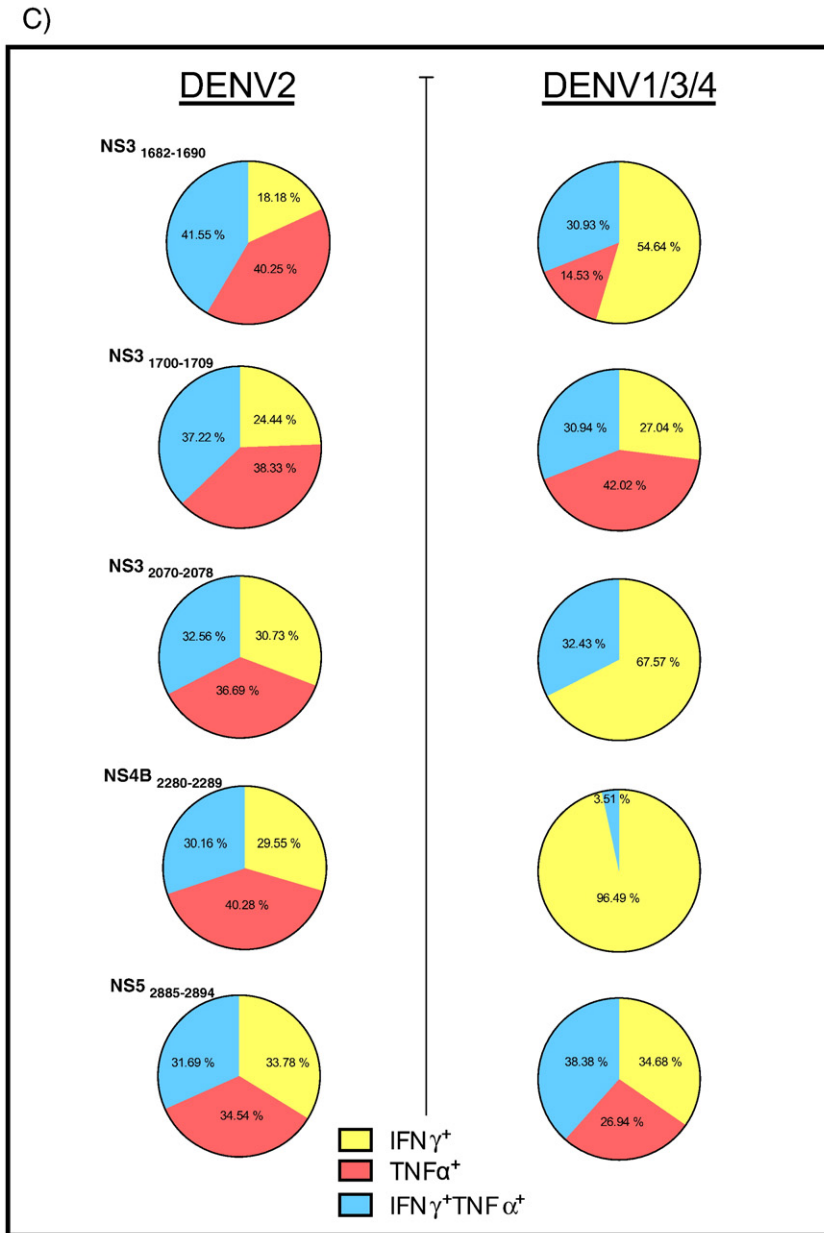 C)
DENV2 DENV1/3/4
NS3 1682-1690
18.18 %
41.55 %
40.25 %
30.93 %
54.64 %
14.53 %
NS3 1700-1709
24.44 %
37.22 %
38.33 %
30.94 %
27.04 %
42.02 %
NS3 2070-2078
32.56 %
30.73 %
36.69 %
32.43 %
67.57 %
NS4B 2280-2289
30.16 %
29.55 %
40.28 %
3.51 %
96.49 %
NS5 2885-2894
31.69 %
33.78 %
34.54 %
38.38 %
34.68 %
26.94 %
IFNγ+
TNFα+
IFNγ+TNFα+